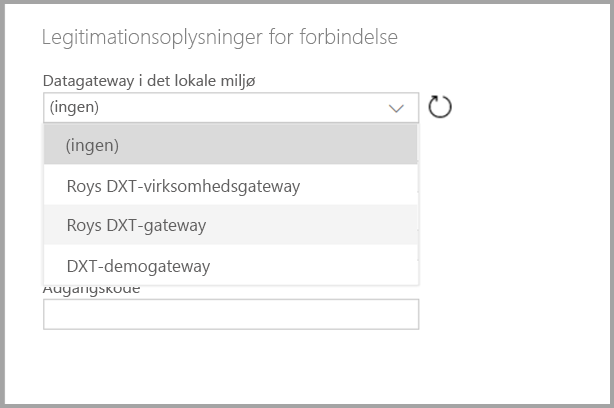 Legitimationsoplysninger for forbindelse
Datagateway i det lokale miljø
(ingen)
(ingen)
Roys DXT-virksomhedsgateway
Roys DXT-gateway
DXT-demogateway
Adgangskode